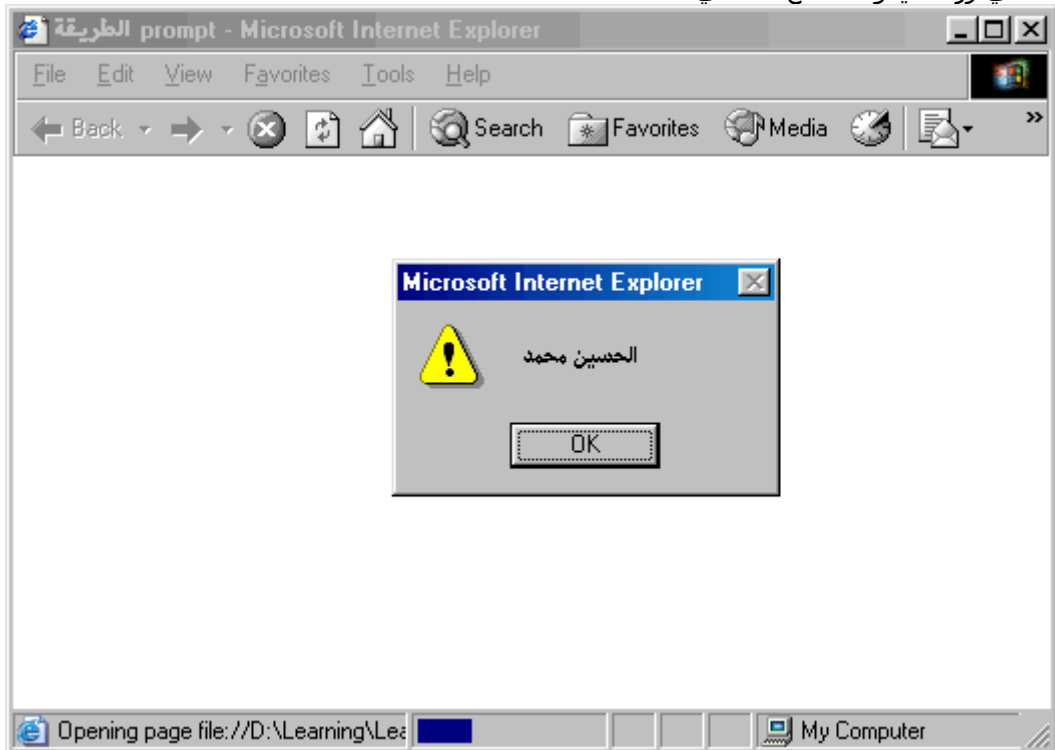 الطريقة prompt - Microsoft Internet Explorer
File Edit View Favorites Tools Help
Back Search Favorites Media »
Microsoft Internet Explorer
الحسين محمد
OK
Opening page file://D:\Learning\Lea My Computer